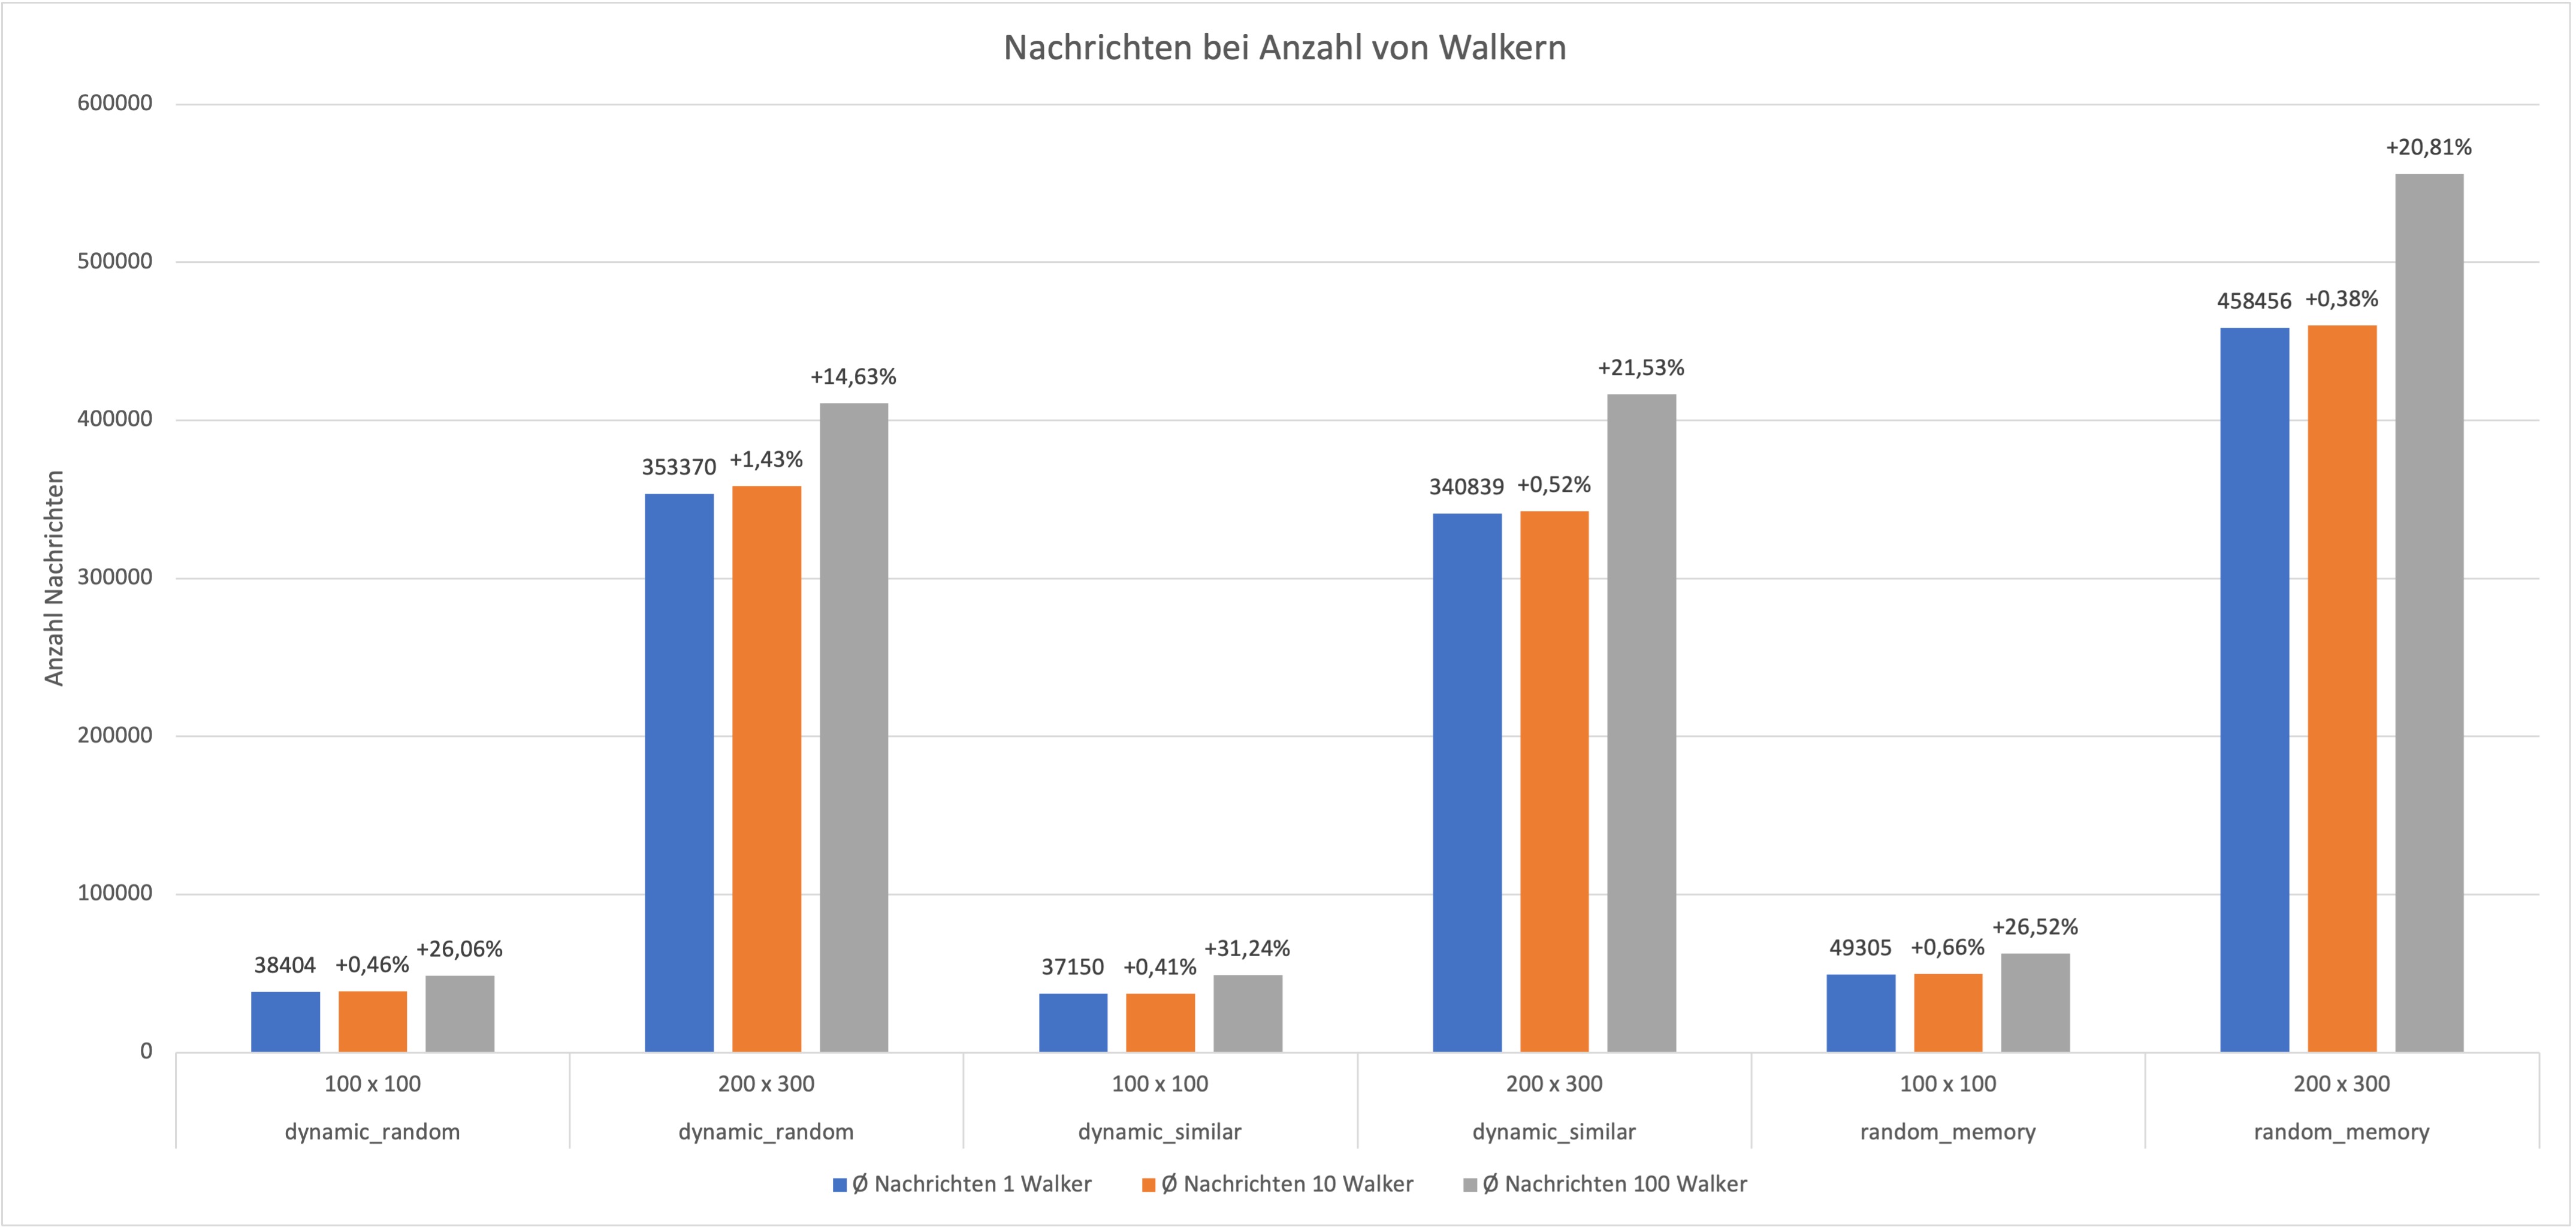 Nachrichten bei Anzahl von Walkern
Anzahl Nachrichten
600000
500000
400000
300000
200000
100000
0
38404 +0,46% +26,06%
353370 +1,43% +14,63%
37150 +0,41% +31,24%
340839 +0,52% +21,53%
49305 +0,66% +26,52%
458456 +0,38% +20,81%
100 x 100 200 x 300 100 x 100 200 x 300 100 x 100 200 x 300
dynamic_random dynamic_random dynamic_similar dynamic_similar random_memory random_memory
Ø Nachrichten 1 Walker Ø Nachrichten 10 Walker Ø Nachrichten 100 Walker